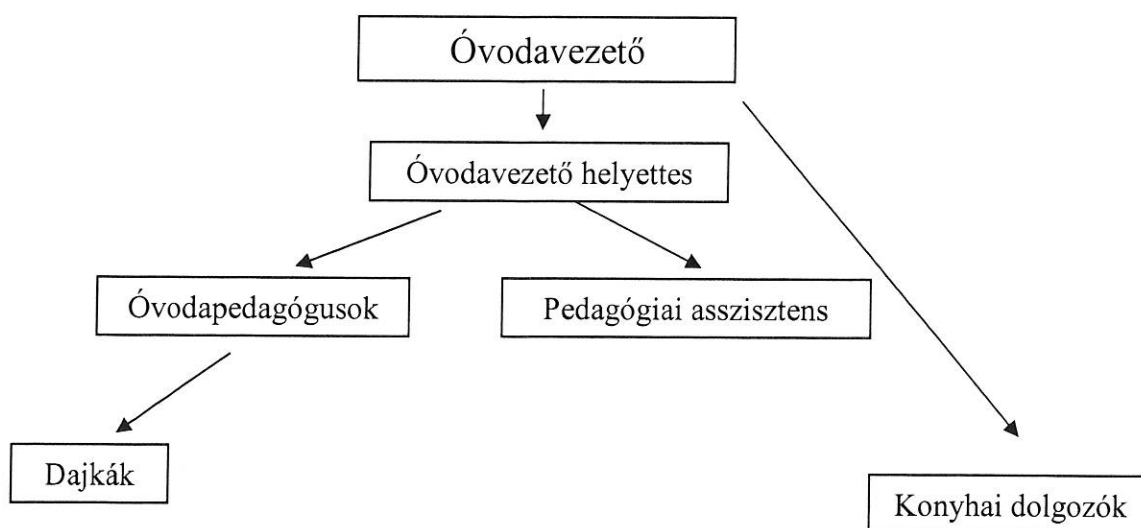 Óvodavezető
Óvodavezető helyettes
Óvodapedagógusok
Pedagógiai asszisztens
Dajkák
Konyhai dolgozók